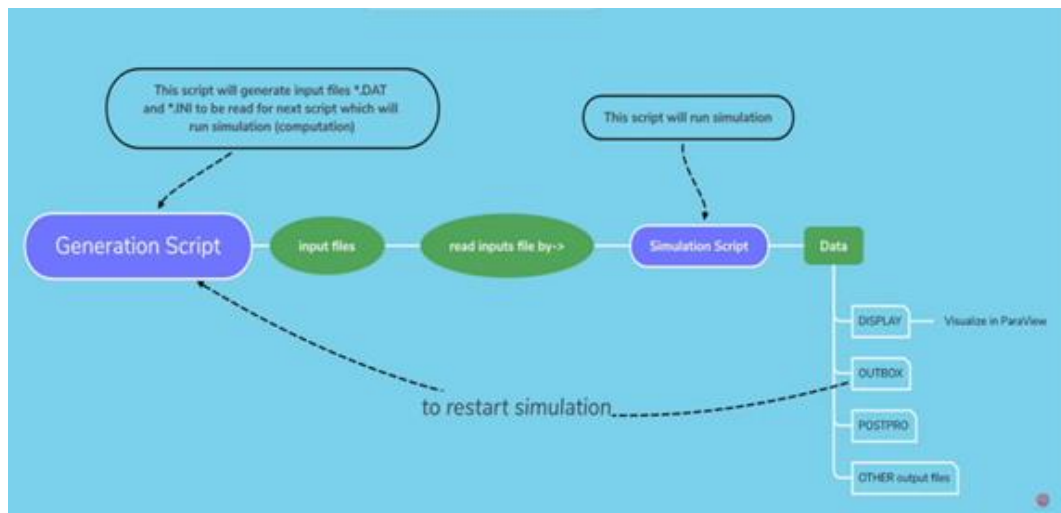 This script will generate input files *.DAT
and *.INI to be read for next script which will
run simulation (computation)
This script will run simulation
Generation Script
input files
read inputs file by->
Simulation Script
Data
DISPLAY
Visualize in ParaView
OUTBOX
to restart simulation
POSTPRO
OTHER output files